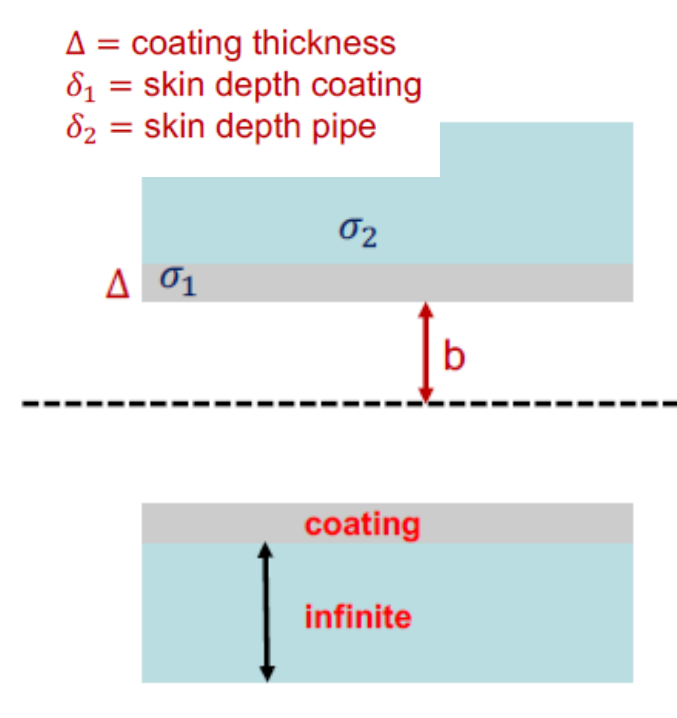 Δ = coating thickness
δ₁ = skin depth coating
δ₂ = skin depth pipe
σ₂
Δ σ₁
b
coating
infinite